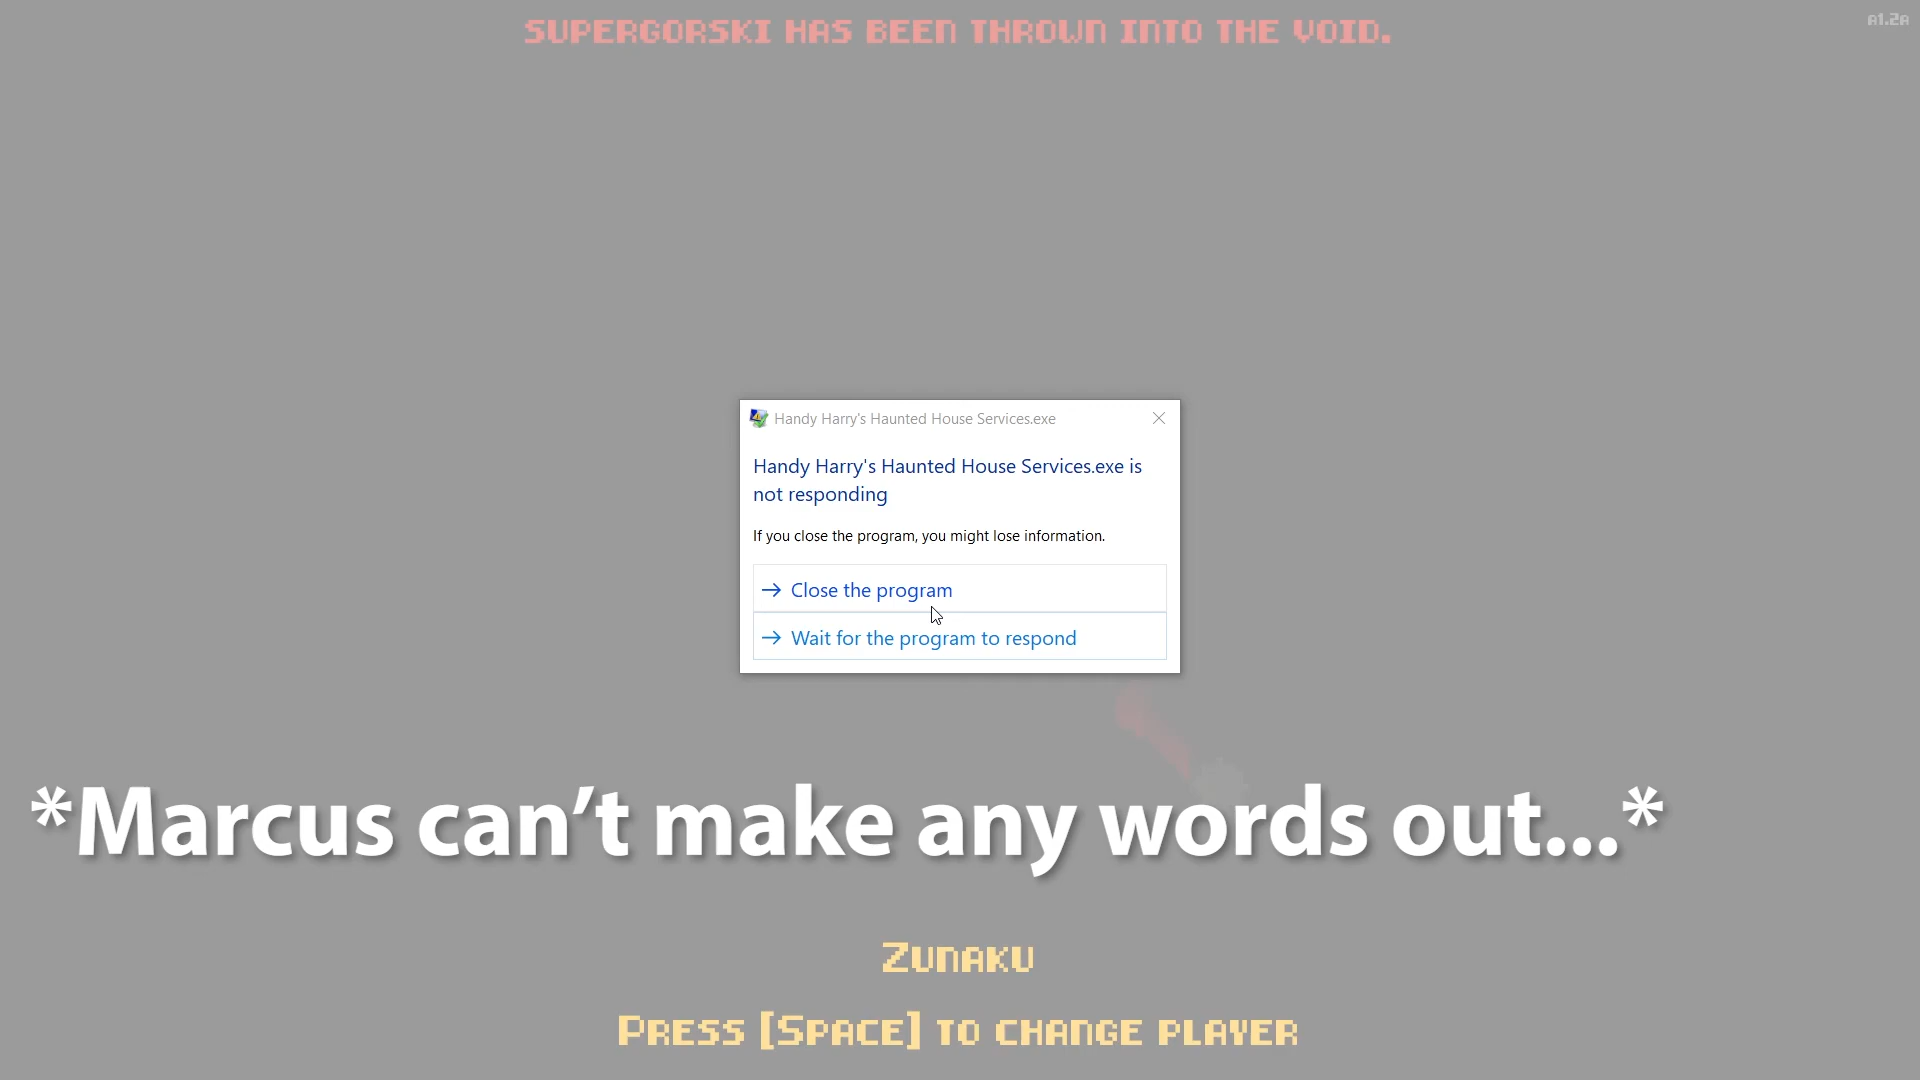 SUPERGORSKI HAS BEEN THROWN INTO THE VOID.
A1.2A
Handy Harry's Haunted House Services.exe
Handy Harry's Haunted House Services.exe is
not responding
If you close the program, you might lose information.
→ Close the program
→ Wait for the program to respond
*Marcus can’t make any words out...*
ZUNAKU
PRESS [SPACE] TO CHANGE PLAYER